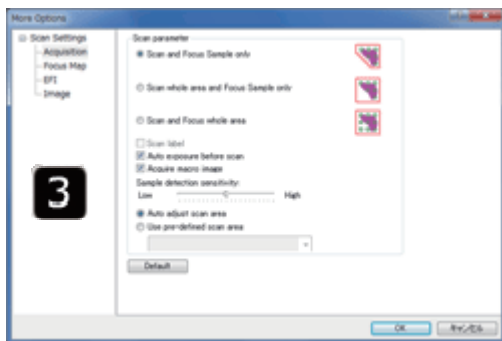 More Options
Scan Settings
Acquisition
Focus Map
EFI
Image
3
Scan parameter
Scan and Focus Sample only
Scan whole area and Focus Sample only
Scan and Focus whole area
Scan label
Auto exposure before scan
Acquire macro image
Sample detection sensitivity:
Low High
Auto adjust scan area
Use pre-defined scan area
Default
OK キャンセル